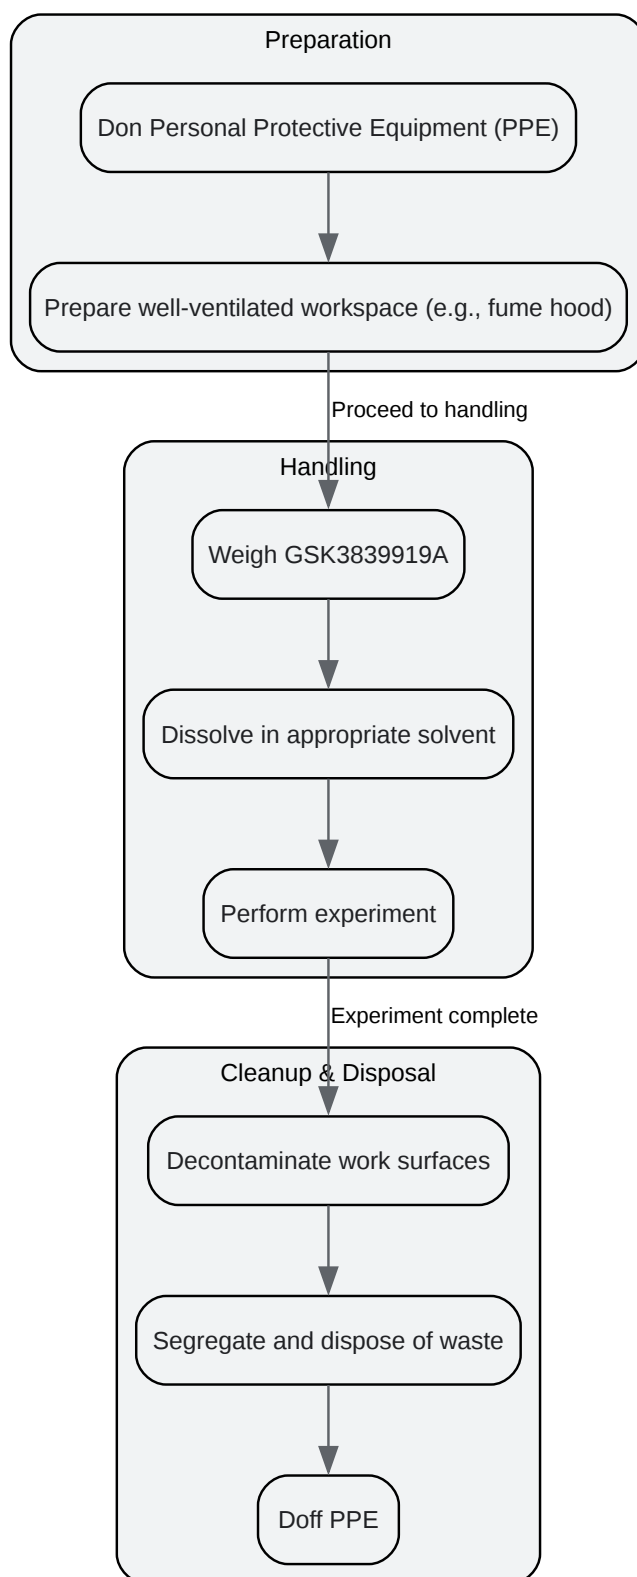 Preparation
Don Personal Protective Equipment (PPE)
Prepare well-ventilated workspace (e.g., fume hood)
Proceed to handling
Handling
Weigh GSK3839919A
Dissolve in appropriate solvent
Perform experiment
Experiment complete
Cleanup & Disposal
Decontaminate work surfaces
Segregate and dispose of waste
Doff PPE